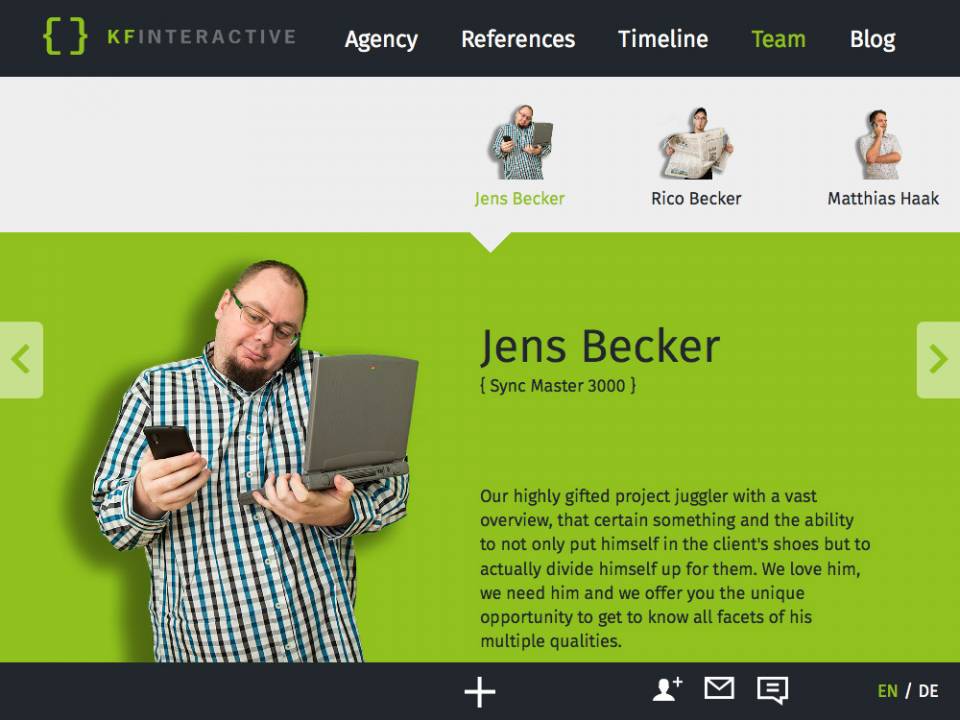 { } KFINTERACTIVE
Agency References Timeline Team Blog
Jens Becker Rico Becker Matthias Haak
Jens Becker
{ Sync Master 3000 }
Our highly gifted project juggler with a vast
overview, that certain something and the ability
to not only put himself in the client's shoes but to
actually divide himself up for them. We love him,
we need him and we offer you the unique
opportunity to get to know all facets of his
multiple qualities.
EN / DE